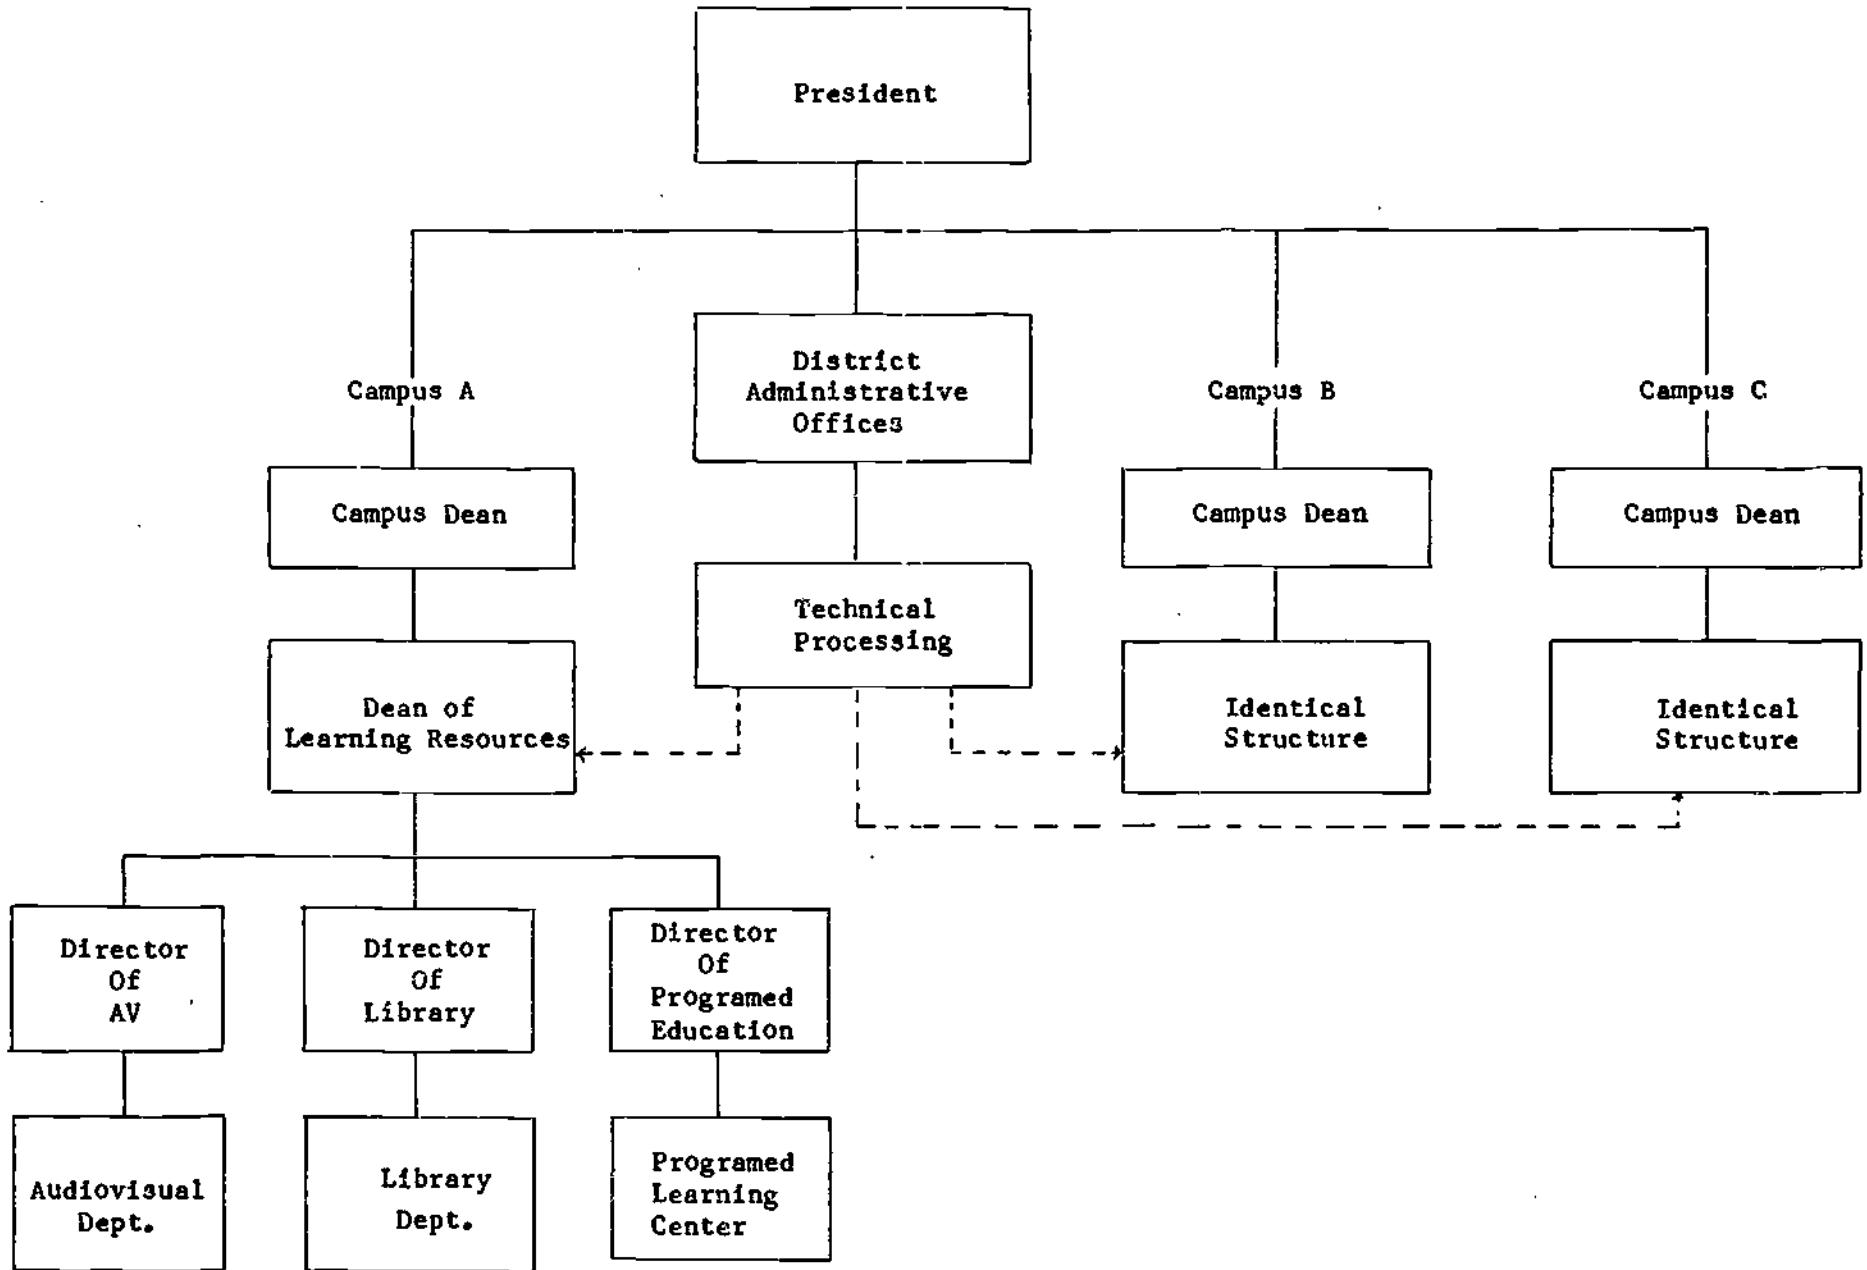 President
District
Administrative
Offices
Campus A
Campus B
Campus C
Campus Dean
Campus Dean
Campus Dean
Technical
Processing
Dean of
Learning Resources
Identical
Structure
Identical
Structure
Director
Of
AV
Director
Of
Library
Director
Of
Programed
Education
Audiovisual
Dept.
Library
Dept.
Programed
Learning
Center